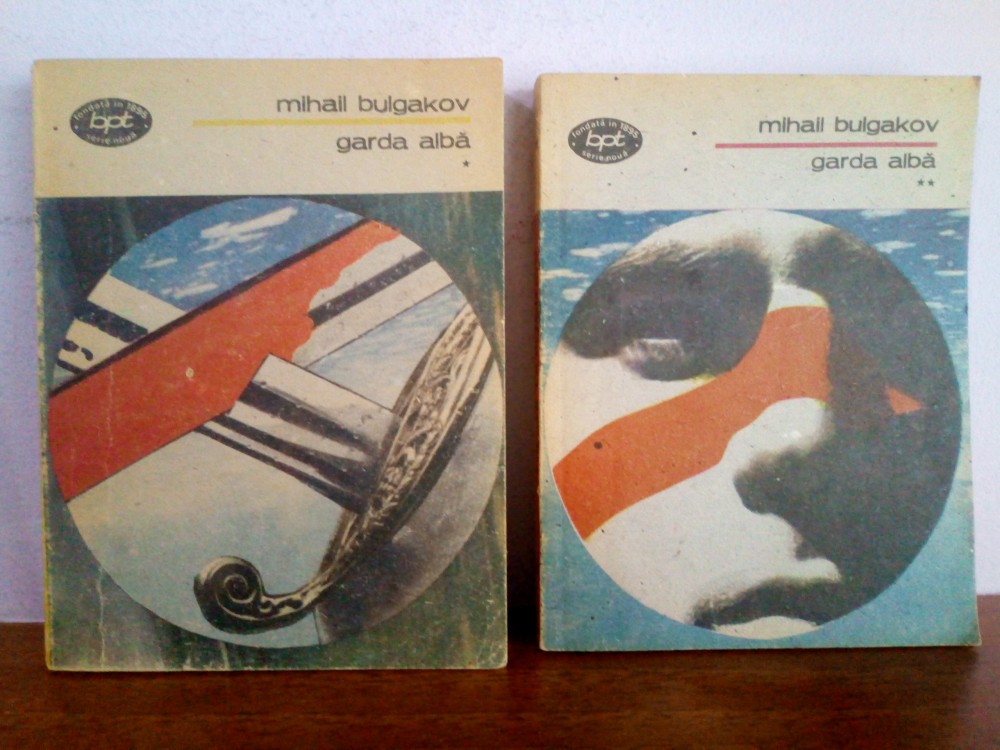 fondată în 1895
bpt
serie nouă
mihail bulgakov
garda albă
*
fondată în 1895
bpt
serie nouă
mihail bulgakov
garda albă
**